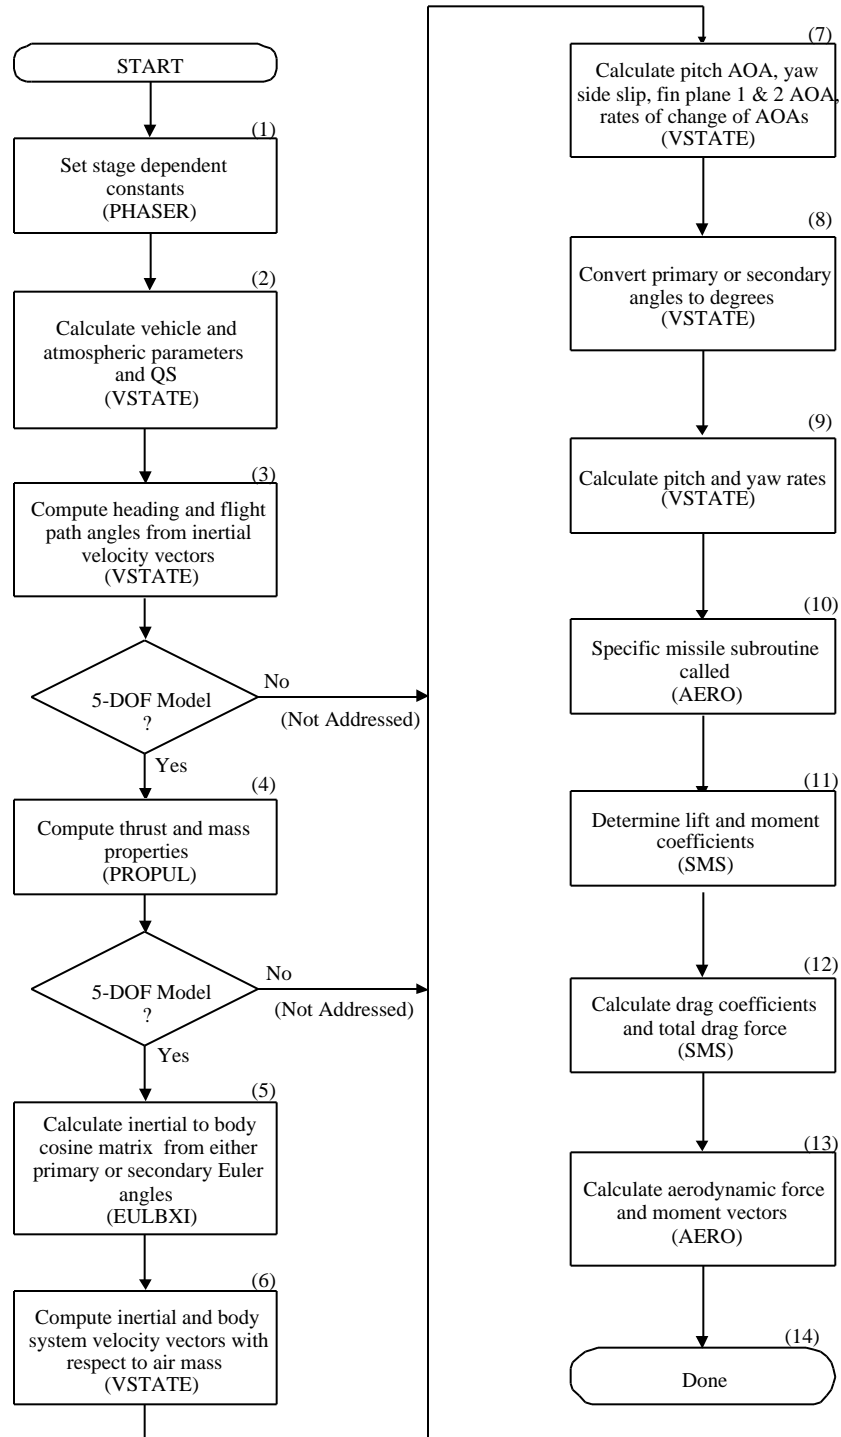 START
(1)
Set stage dependent
constants
(PHASER)
(2)
Calculate vehicle and
atmospheric parameters
and QS
(VSTATE)
(3)
Compute heading and flight
path angles from inertial
velocity vectors
(VSTATE)
5-DOF Model
?
No
(Not Addressed)
Yes
(4)
Compute thrust and mass
properties
(PROPUL)
5-DOF Model
?
No
(Not Addressed)
Yes
(5)
Calculate inertial to body
cosine matrix from either
primary or secondary Euler
angles
(EULBXI)
(6)
Compute inertial and body
system velocity vectors with
respect to air mass
(VSTATE)
(7)
Calculate pitch AOA, yaw
side slip, fin plane 1 & 2 AOA,
rates of change of AOAs
(VSTATE)
(8)
Convert primary or secondary
angles to degrees
(VSTATE)
(9)
Calculate pitch and yaw rates
(VSTATE)
(10)
Specific missile subroutine
called
(AERO)
(11)
Determine lift and moment
coefficients
(SMS)
(12)
Calculate drag coefficients
and total drag force
(SMS)
(13)
Calculate aerodynamic force
and moment vectors
(AERO)
(14)
Done